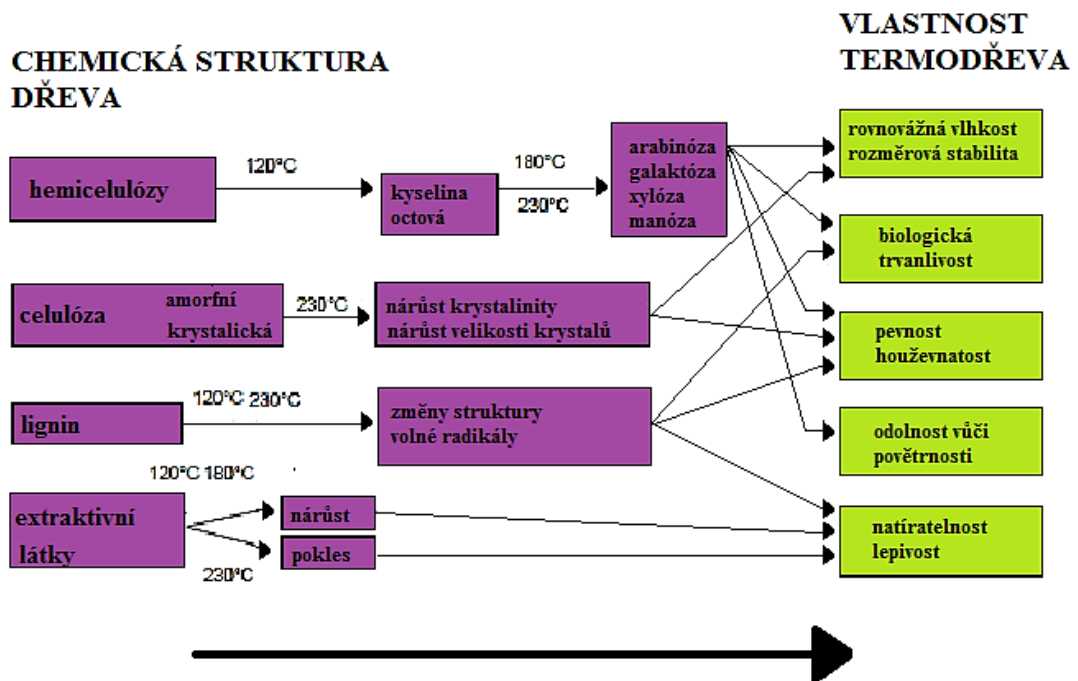 CHEMICKÁ STRUKTURA
DŘEVA
VLASTNOST
TERMODŘEVA
hemicelulózy
120°C
kyselina
octová
180°C
230°C
arabinóza
galaktóza
xylóza
manóza
rovnovážná vlhkost
rozměrová stabilita
biologická
trvanlivost
celulóza
amorfní
krystalická
230°C
nárůst krystalinity
nárůst velikosti krystalů
pevnost
houževnatost
lignin
120°C 230°C
změny struktury
volné radikály
odolnost vůči
povětrnosti
extraktivní
látky
120°C 180°C
230°C
nárůst
pokles
natíratelnost
lepivost